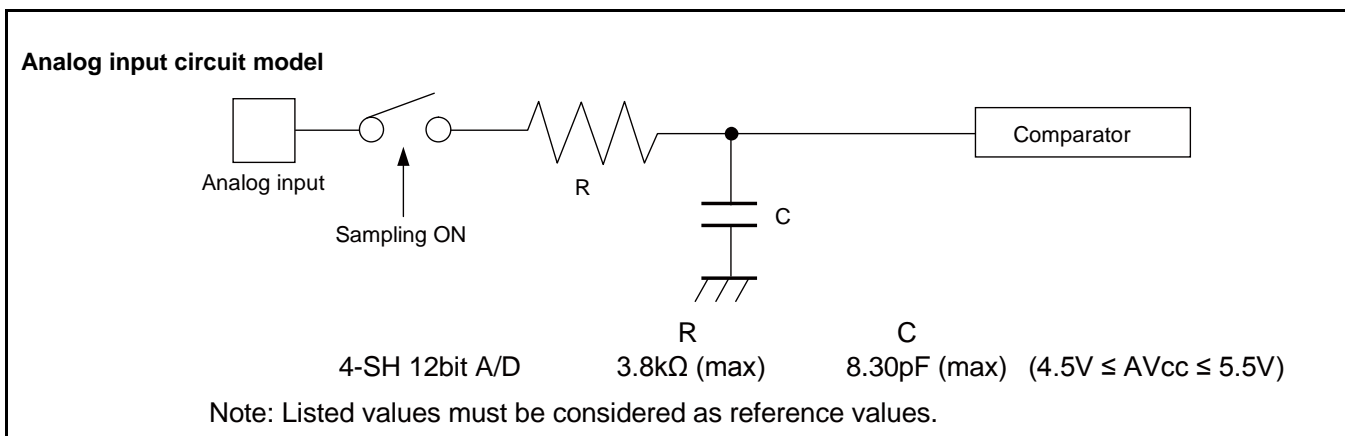 Analog input circuit model
Comparator
Analog input
R
C
Sampling ON
R C
4-SH 12bit A/D 3.8kΩ (max) 8.30pF (max) (4.5V ≤ AVcc ≤ 5.5V)
Note: Listed values must be considered as reference values.